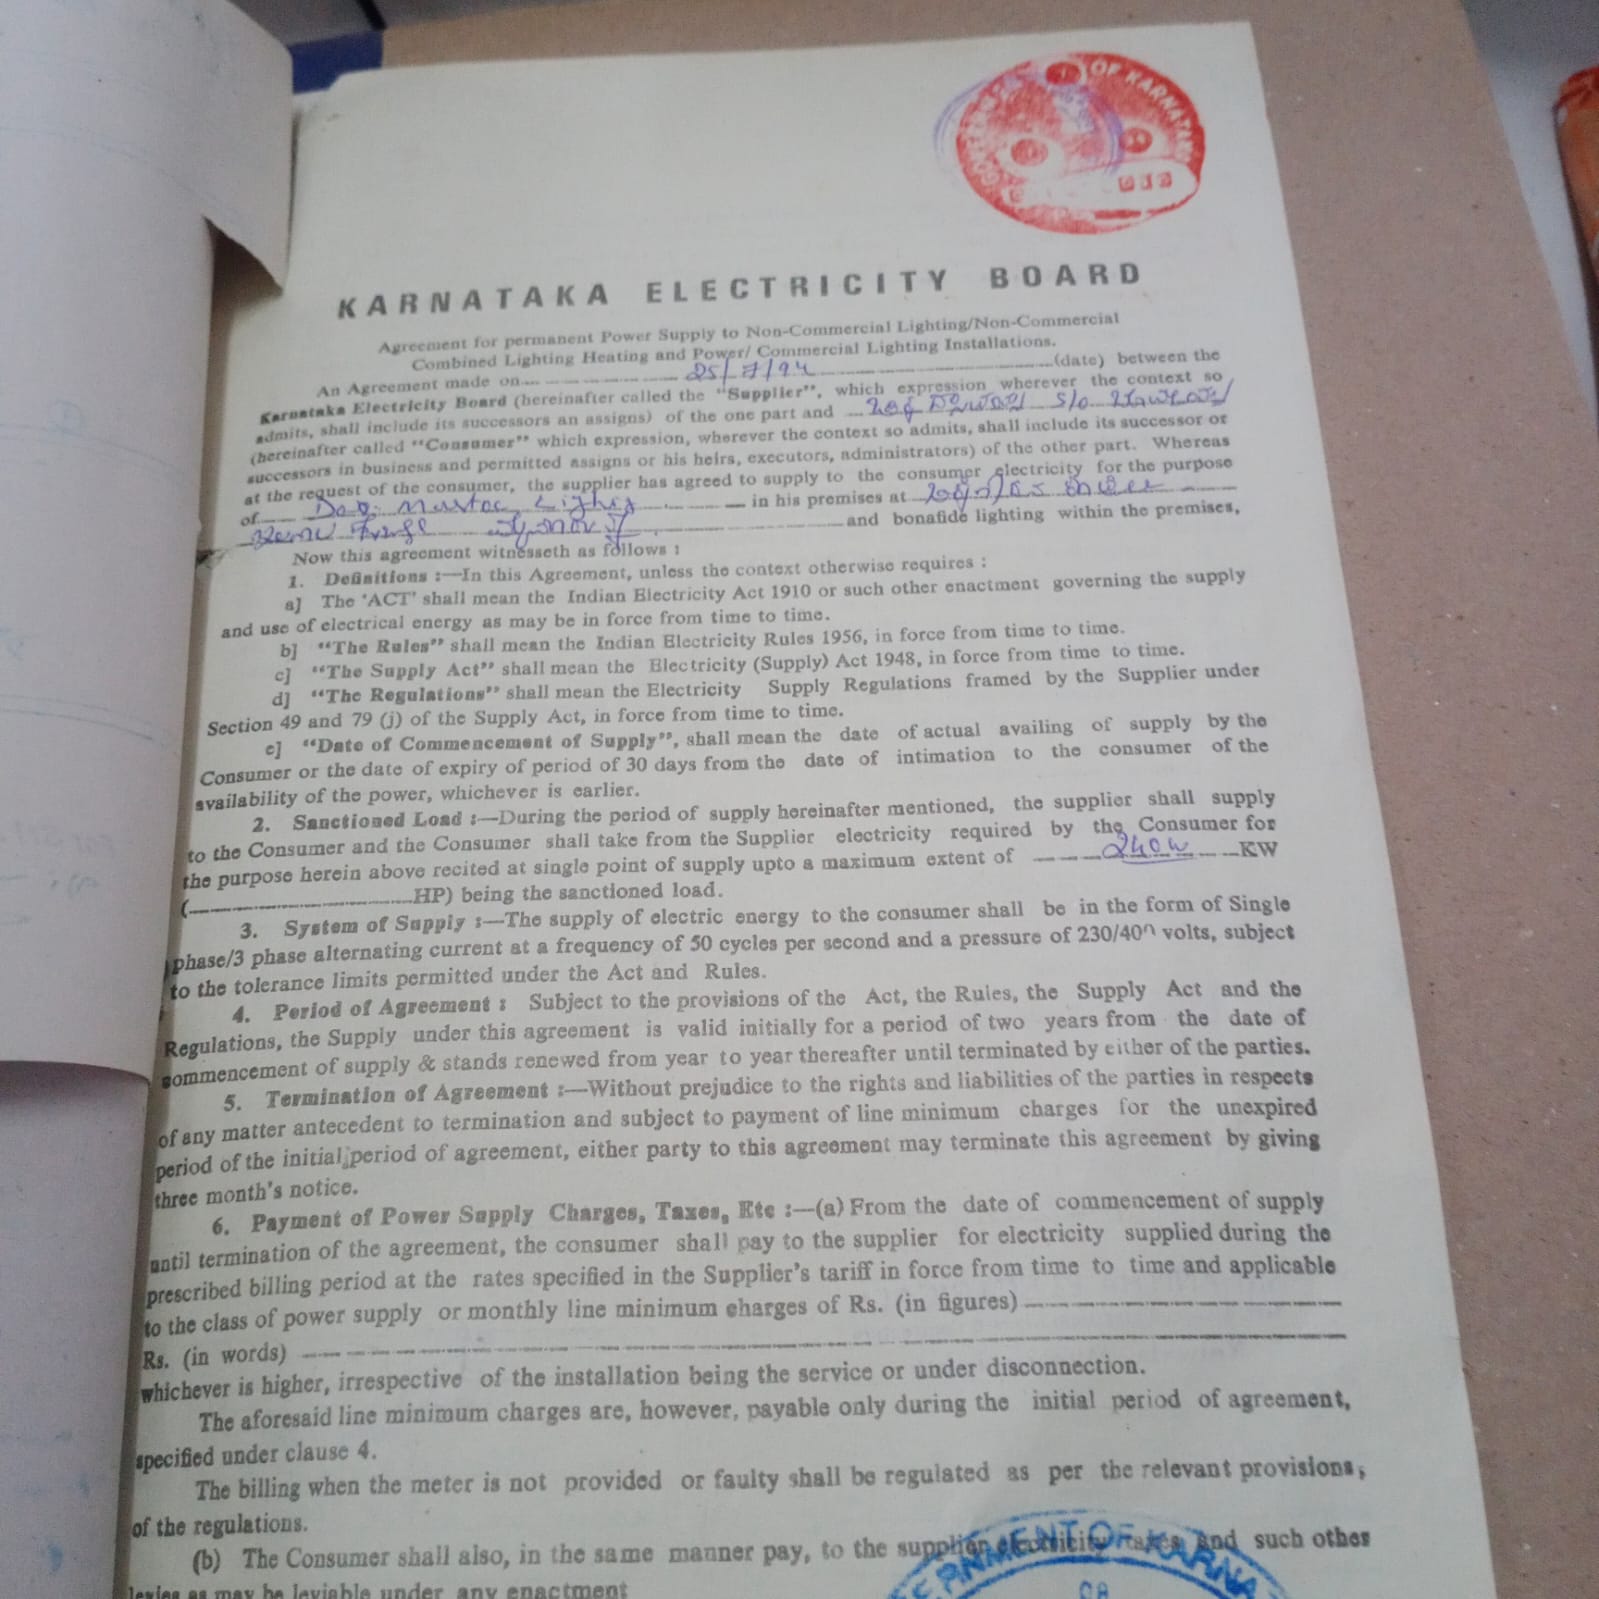 GOVERNMENT OF KARNATAKA
KARNATAKA ELECTRICITY BOARD
Agreement for permanent Power Supply to Non-Commercial Lighting/Non-Commercial
Combined Lighting Heating and Power/ Commercial Lighting Installations.
An Agreement made on 25/7/94 (date) between the
Karnataka Electricity Board (hereinafter called the "Supplier", which expression wherever the context so
admits, shall include its successors an assigns) of the one part and S/o
(hereinafter called "Consumer" which expression, wherever the context so admits, shall include its successor or
successors in business and permitted assigns or his heirs, executors, administrators) of the other part. Whereas
at the request of the consumer, the supplier has agreed to supply to the consumer electricity for the purpose
of in his premises at
and bonafide lighting within the premises,
Now this agreement witnesseth as follows :
1. Definitions :—In this Agreement, unless the context otherwise requires :
a] The 'ACT' shall mean the Indian Electricity Act 1910 or such other enactment governing the supply
and use of electrical energy as may be in force from time to time.
b] "The Rules" shall mean the Indian Electricity Rules 1956, in force from time to time.
c] "The Supply Act" shall mean the Electricity (Supply) Act 1948, in force from time to time.
d] "The Regulations" shall mean the Electricity Supply Regulations framed by the Supplier under
Section 49 and 79 (j) of the Supply Act, in force from time to time.
e] "Date of Commencement of Supply", shall mean the date of actual availing of supply by the
Consumer or the date of expiry of period of 30 days from the date of intimation to the consumer of the
availability of the power, whichever is earlier.
2. Sanctioned Load :—During the period of supply hereinafter mentioned, the supplier shall supply
to the Consumer and the Consumer shall take from the Supplier electricity required by the Consumer for
the purpose herein above recited at single point of supply upto a maximum extent of 240w KW
( HP) being the sanctioned load.
3. System of Supply :—The supply of electric energy to the consumer shall be in the form of Single
phase/3 phase alternating current at a frequency of 50 cycles per second and a pressure of 230/400 volts, subject
to the tolerance limits permitted under the Act and Rules.
4. Period of Agreement : Subject to the provisions of the Act, the Rules, the Supply Act and the
Regulations, the Supply under this agreement is valid initially for a period of two years from the date of
commencement of supply & stands renewed from year to year thereafter until terminated by either of the parties.
5. Termination of Agreement :—Without prejudice to the rights and liabilities of the parties in respects
of any matter antecedent to termination and subject to payment of line minimum charges for the unexpired
period of the initial period of agreement, either party to this agreement may terminate this agreement by giving
three month's notice.
6. Payment of Power Supply Charges, Taxes, Etc :—(a) From the date of commencement of supply
until termination of the agreement, the consumer shall pay to the supplier for electricity supplied during the
prescribed billing period at the rates specified in the Supplier's tariff in force from time to time and applicable
to the class of power supply or monthly line minimum charges of Rs. (in figures)
Rs. (in words)
whichever is higher, irrespective of the installation being the service or under disconnection.
The aforesaid line minimum charges are, however, payable only during the initial period of agreement,
specified under clause 4.
The billing when the meter is not provided or faulty shall be regulated as per the relevant provisions,
of the regulations.
(b) The Consumer shall also, in the same manner pay, to the supplier electricity taxes and such other
levies as may be leviable under any enactment